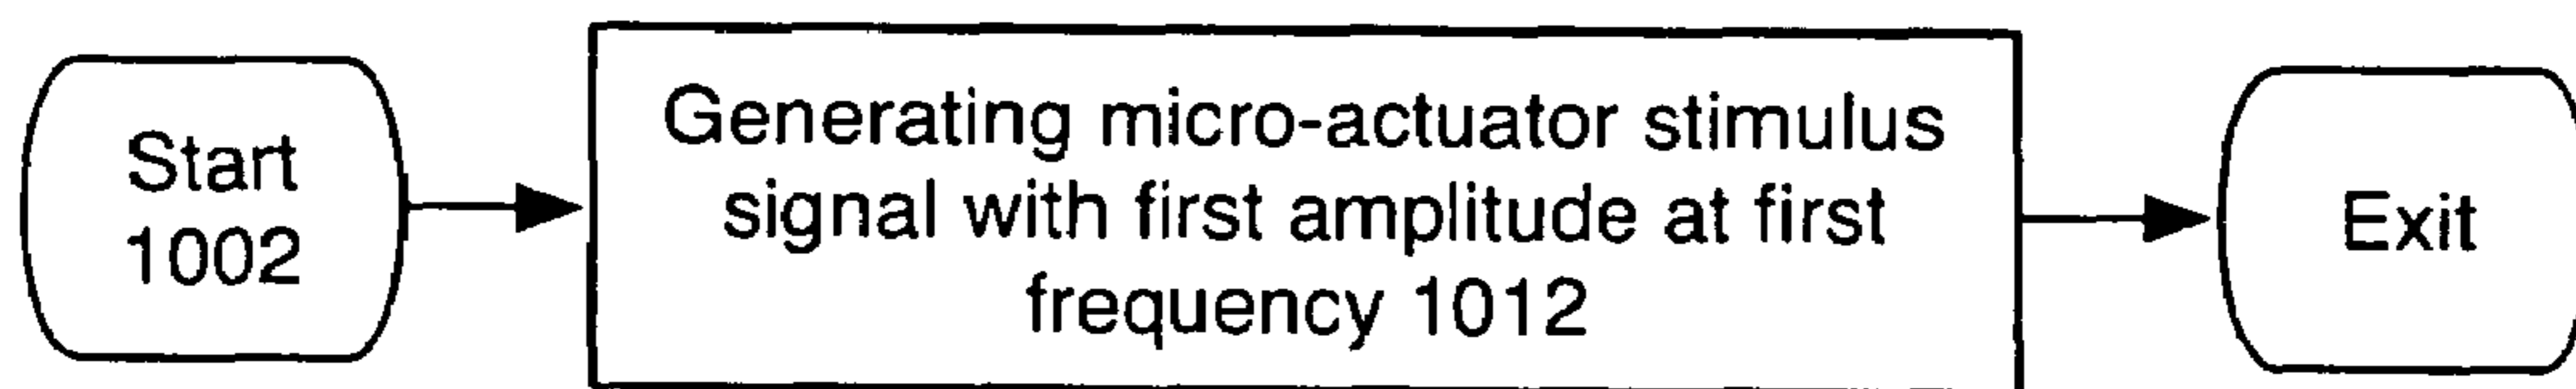 Start
1002
Generating micro-actuator stimulus
signal with first amplitude at first
frequency 1012
Exit